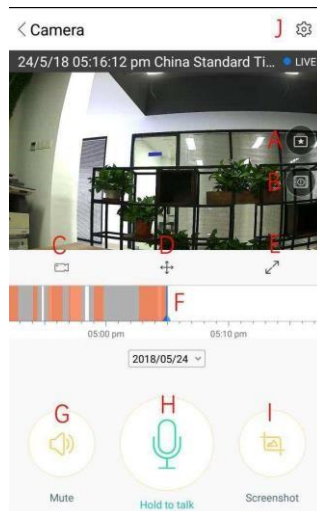 < Camera
J
24/5/18 05:16:12 pm China Standard Ti... LIVE
A
B
C D E
F
05:00 pm 05:10 pm
2018/05/24
G H I
Mute Hold to talk Screenshot